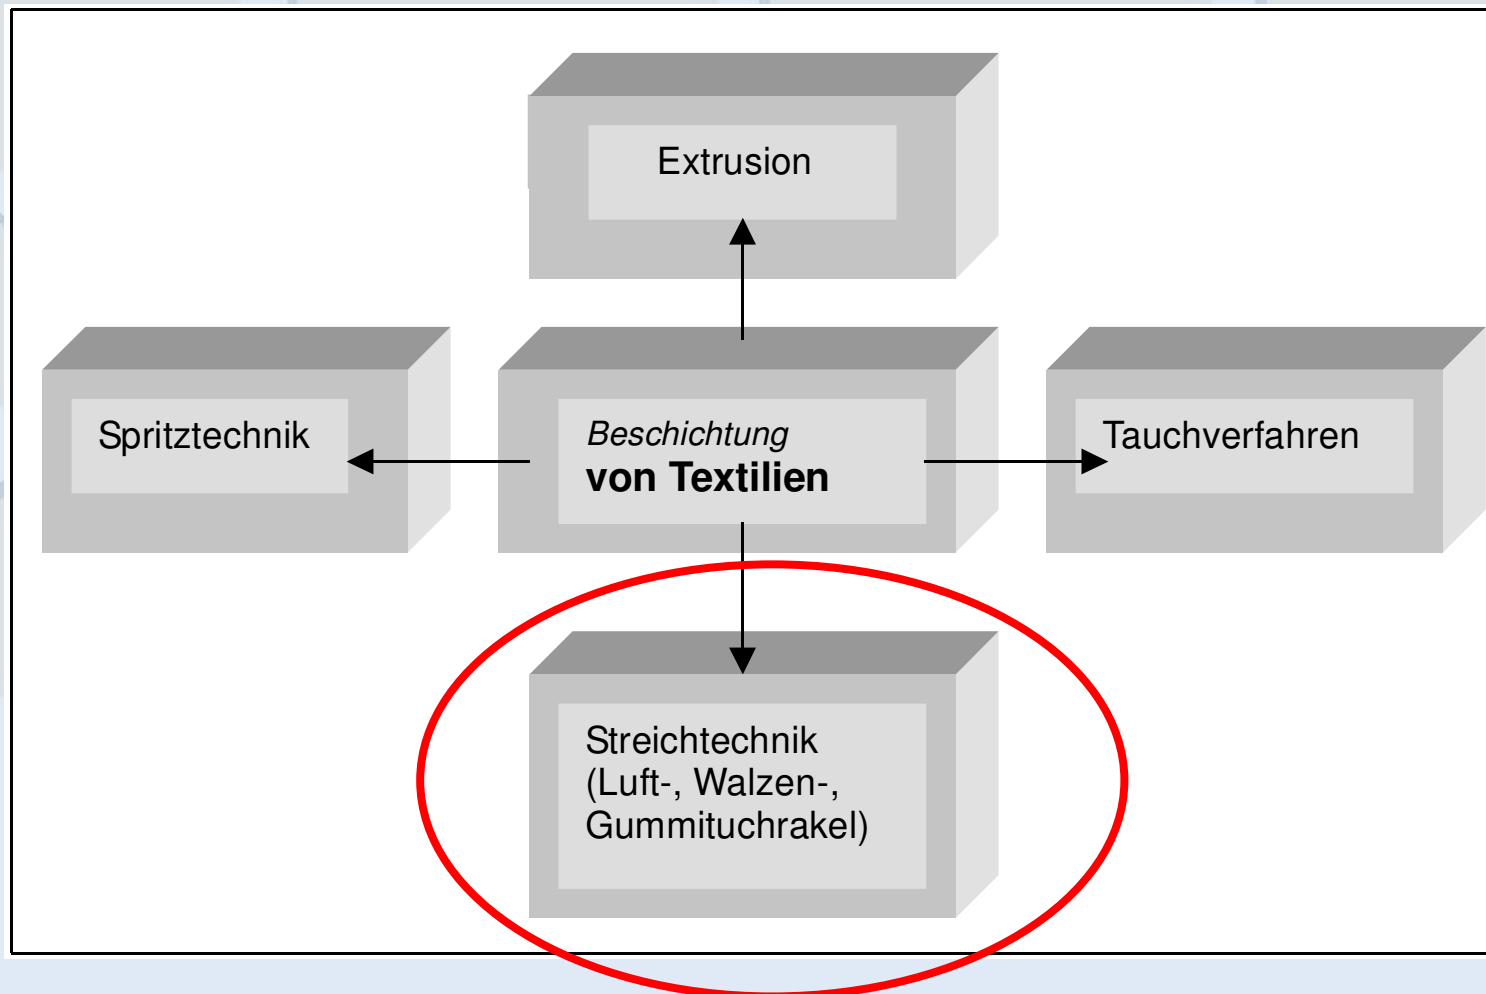 Extrusion
Spritztechnik
Beschichtung
von Textilien
Tauchverfahren
Streichtechnik
(Luft-, Walzen-,
Gummituchrakel)